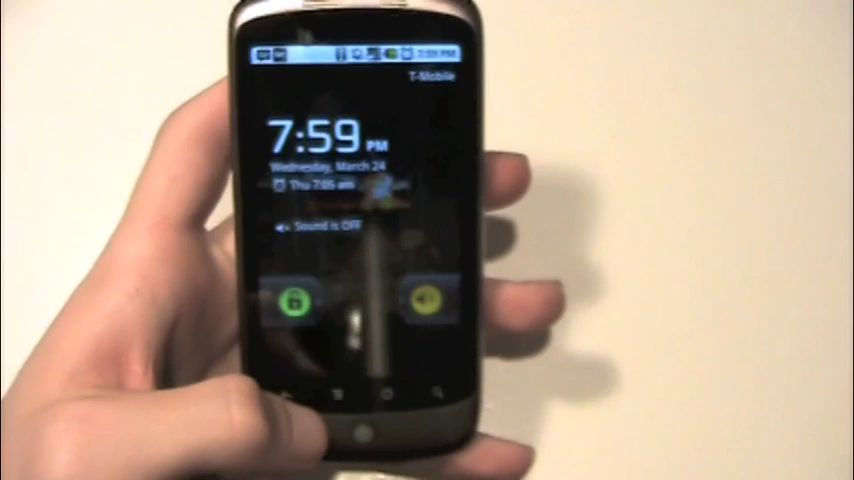 7:59 PM
T-Mobile
7:59 PM
Wednesday, March 24
Thu 7:05 am
Sound is OFF